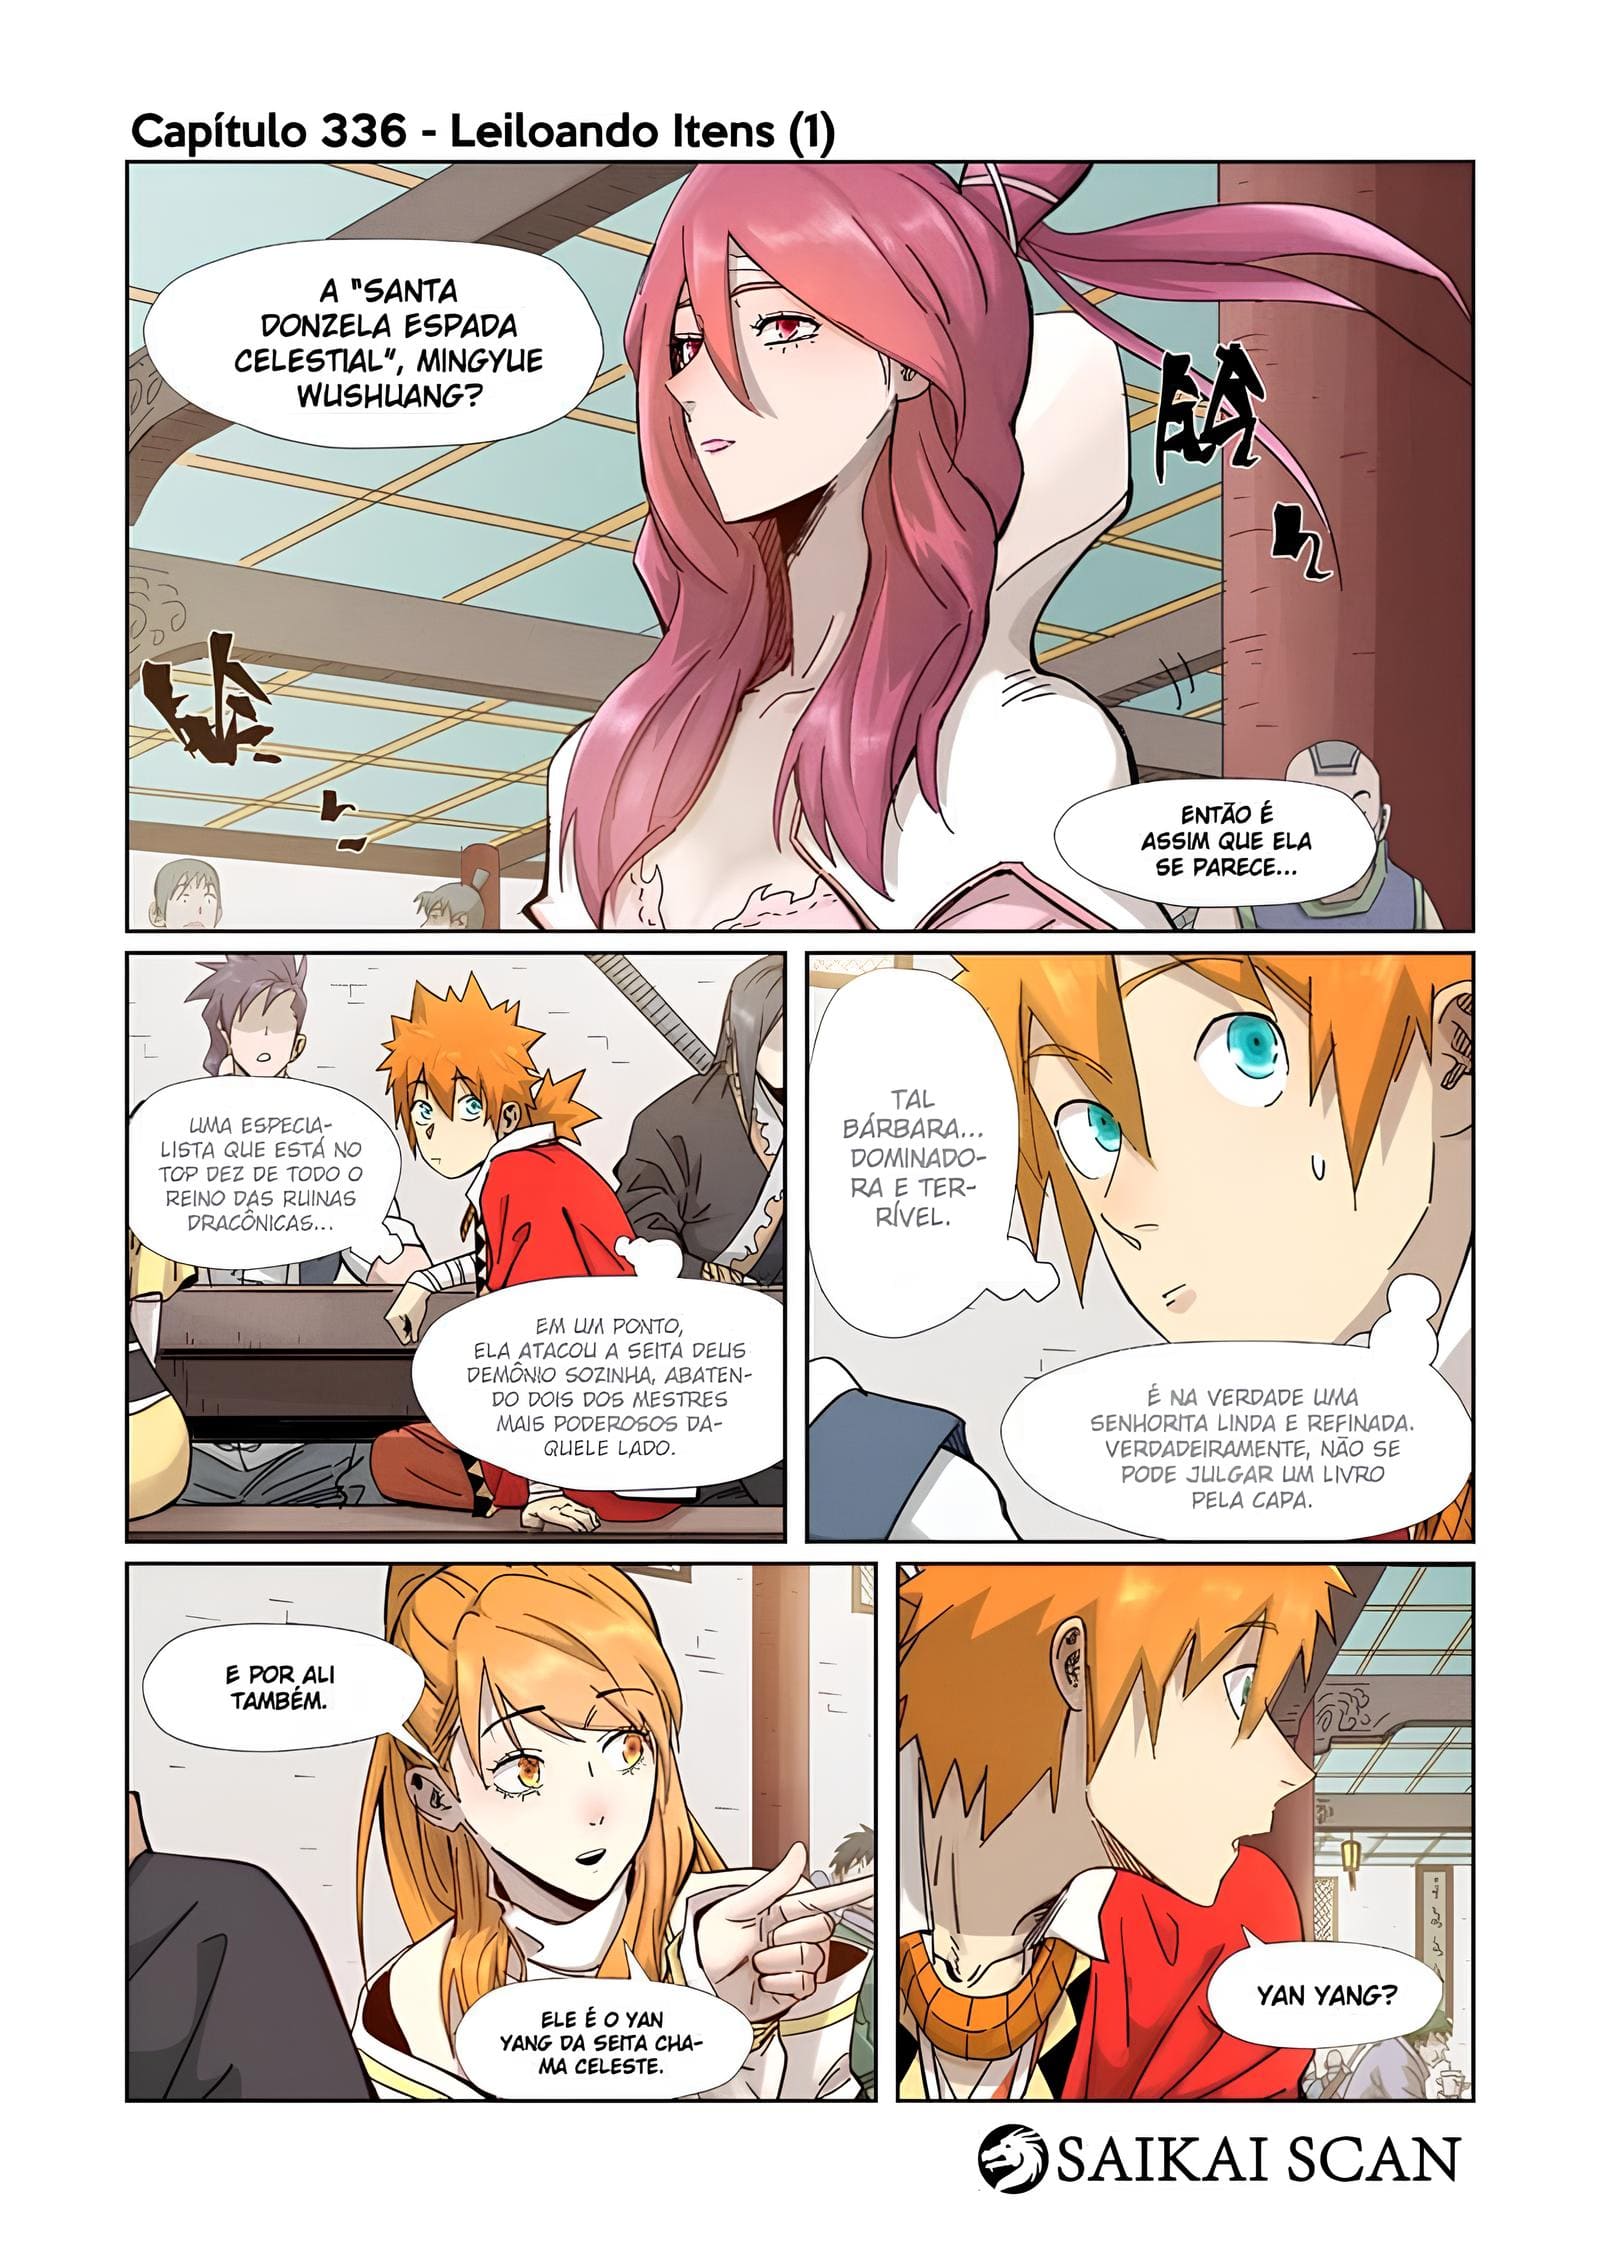 Capítulo 336 - Leiloando Itens (1)
A "SANTA
DONZELA ESPADA
CELESTIAL", MINGYUE
WUSHUANG?
ENTÃO É
ASSIM QUE ELA
SE PARECE...
UMA ESPECIA-
LISTA QUE ESTÁ NO
TOP DEZ DE TODO O
REINO DAS RUINAS
DRACÔNICAS...
EM UM PONTO,
ELA ATACOU A SEITA DEUS
DEMÔNIO SOZINHA, ABATEN-
DO DOIS DOS MESTRES
MAIS PODEROSOS DA-
QUELE LADO.
TAL
BÁRBARA...
DOMINADO-
RA E TER-
RÍVEL.
É NA VERDADE UMA
SENHORITA LINDA E REFINADA.
VERDADEIRAMENTE, NÃO SE
PODE JULGAR UM LIVRO
PELA CAPA.
E POR ALI
TAMBÉM.
ELE É O YAN
YANG DA SEITA CHA-
MA CELESTE.
YAN YANG?
SAIKAI SCAN